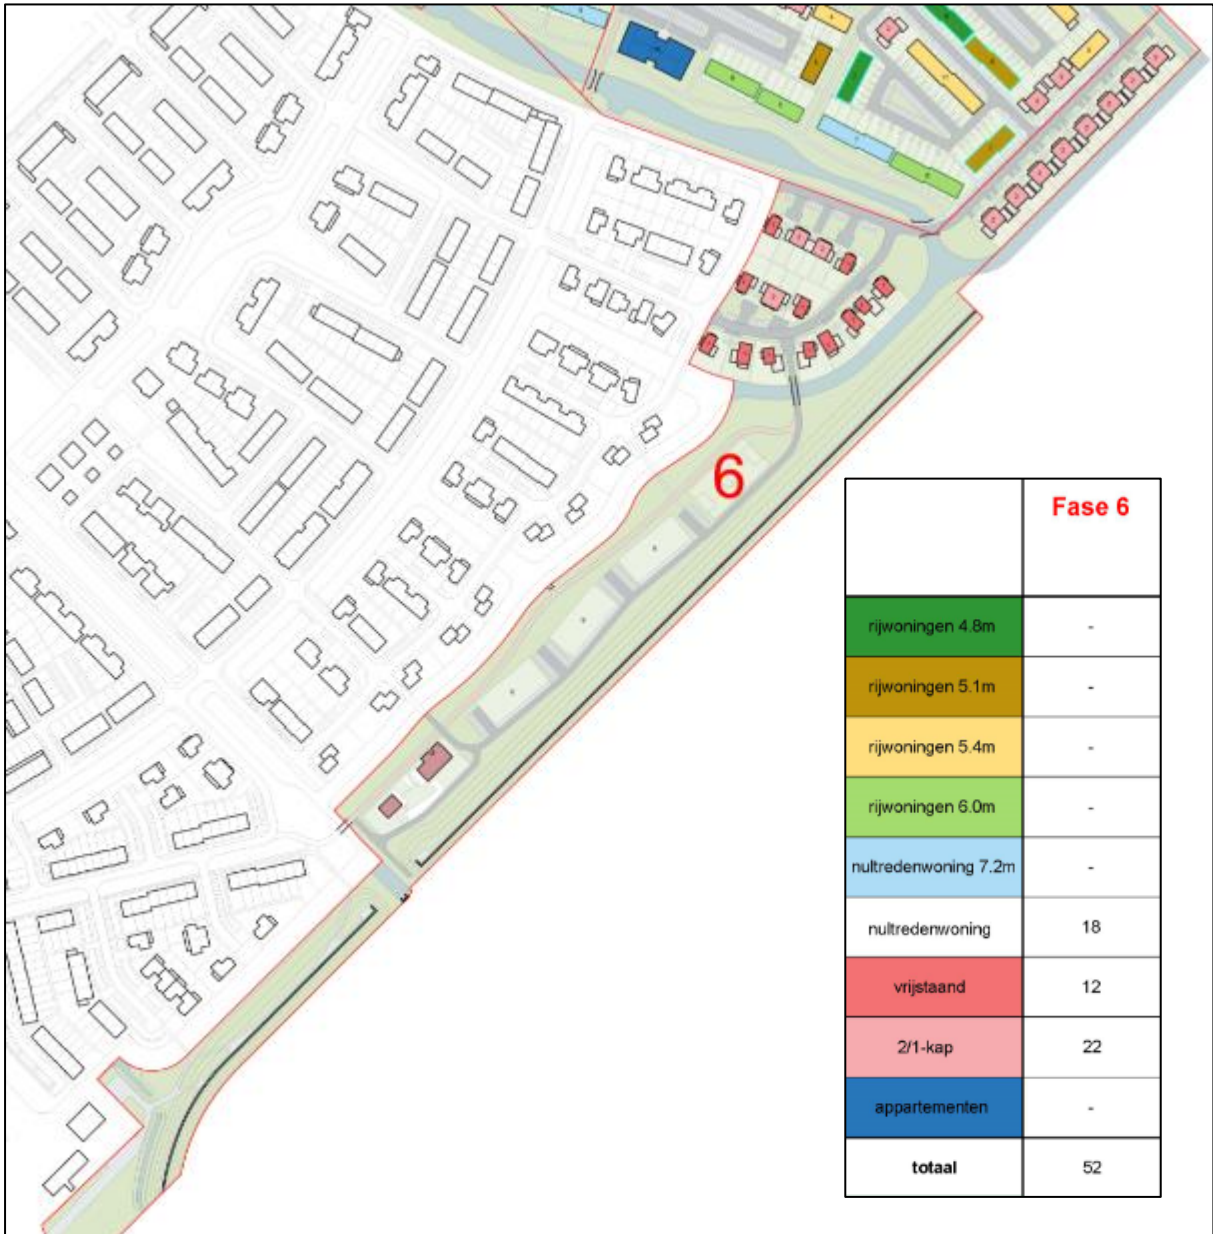 6
Fase 6
rijwoningen 4.8m -
rijwoningen 5.1m -
rijwoningen 5.4m -
rijwoningen 6.0m -
nultredenwoning 7.2m -
nultredenwoning 18
vrijstaand 12
2/1-kap 22
appartementen -
totaal 52